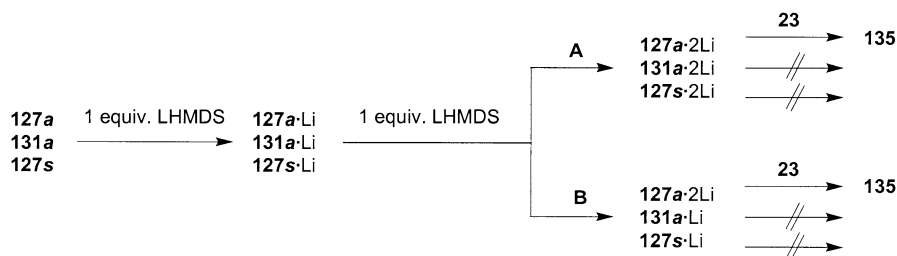 127a
131a
127s
1 equiv. LHMDS
127a·Li
131a·Li
127s·Li
1 equiv. LHMDS
A
127a·2Li
131a·2Li
127s·2Li
23
135
B
127a·2Li
131a·Li
127s·Li
23
135